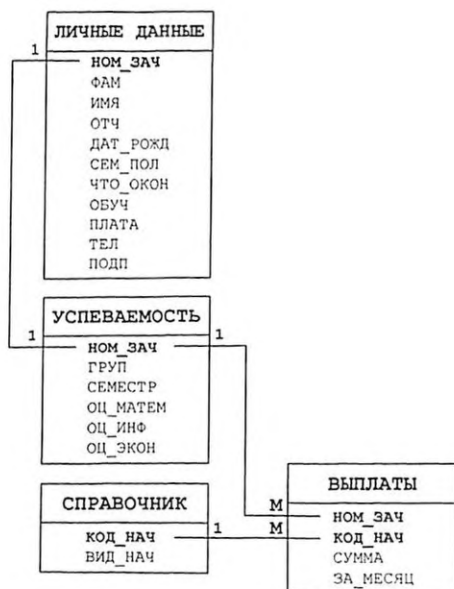 ЛИЧНЫЕ ДАННЫЕ
1
НОМ_ЗАЧ
ФАМ
ИМЯ
ОТЧ
ДАТ_РОЖД
СЕМ_ПОЛ
ЧТО_ОКОН
ОБУЧ
ПЛАТА
ТЕЛ
ПОДП
УСПЕВАЕМОСТЬ
1 НОМ_ЗАЧ 1
ГРУП
СЕМЕСТР
ОЦ_МАТЕМ
ОЦ_ИНФ
ОЦ_ЭКОН
СПРАВОЧНИК
КОД_НАЧ 1
ВИД_НАЧ
ВЫПЛАТЫ
М НОМ_ЗАЧ
М КОД_НАЧ
СУММА
ЗА_МЕСЯЦ